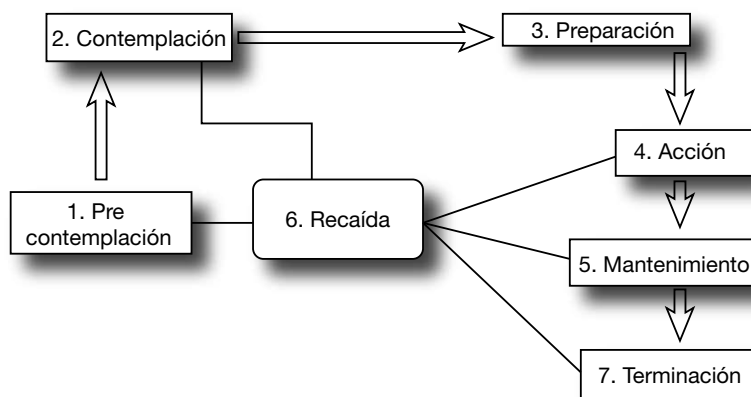 2. Contemplación
3. Preparación
4. Acción
1. Pre
contemplación
6. Recaída
5. Mantenimiento
7. Terminación